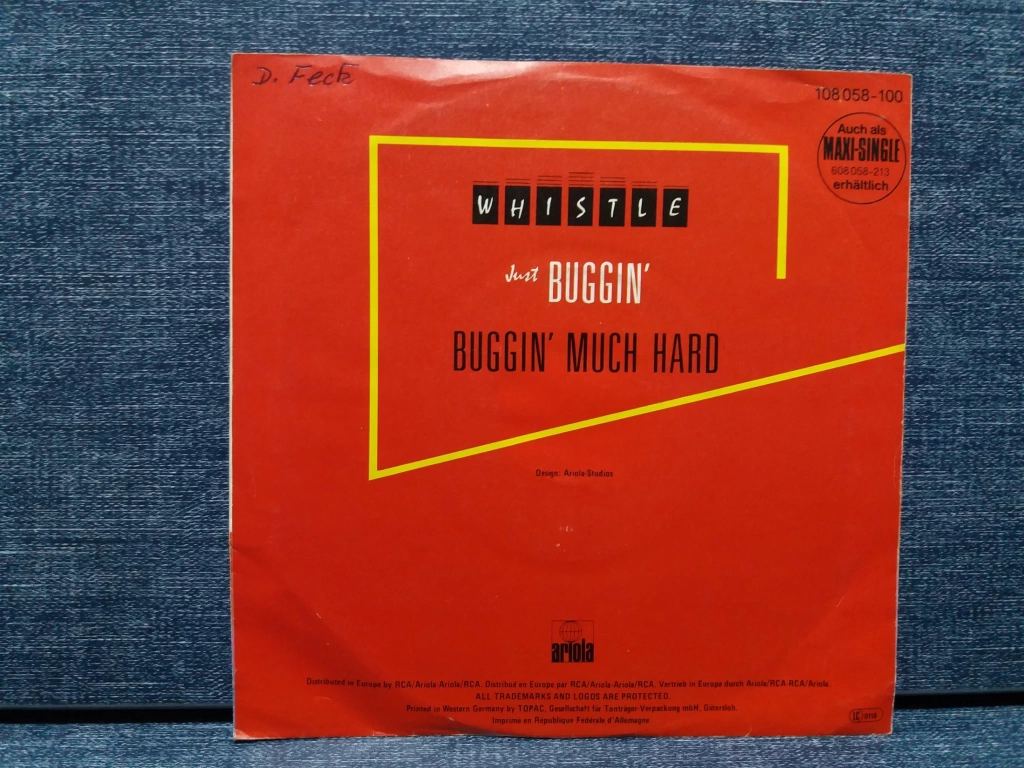 D. Feck
108 058-100
Auch als
MAXI-SINGLE
608 058-213
erhältlich
WHISTLE
Just BUGGIN'
BUGGIN' MUCH HARD
Design: Ariola-Studios
ariola
Distributed in Europe by RCA/Ariola-Ariola/RCA. Distribué en Europe par RCA/Ariola-Ariola/RCA. Vertrieb in Europe durch Ariola/RCA-RCA/Ariola.
ALL TRADEMARKS AND LOGOS ARE PROTECTED.
Printed in Western Germany by TOPAC, Gesellschaft für Tonträger-Verpackung mbH, Gütersloh.
Imprimé en République Fédérale d'Allemagne
LC 0116